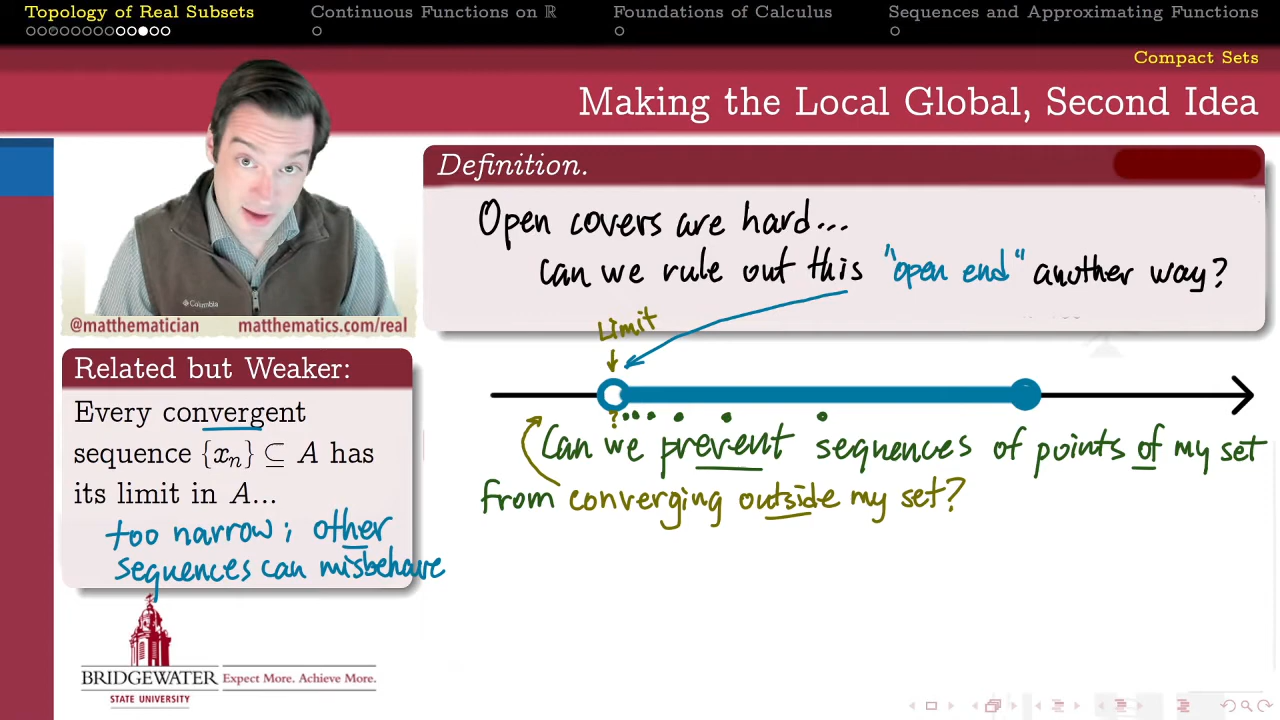 Topology of Real Subsets
Continuous Functions on ℝ
Foundations of Calculus
Sequences and Approximating Functions
Compact Sets
Making the Local Global, Second Idea
Definition.
Open covers are hard...
can we rule out this "open end" another way?
Columbia
@matthematician matthematics.com/real
Limit
?
Related but Weaker:
Every convergent
sequence {xₙ} ⊆ A has
its limit in A...
too narrow; other
sequences can misbehave
Can we prevent sequences of points of my set
from converging outside my set?
BRIDGEWATER
STATE UNIVERSITY
Expect More. Achieve More.